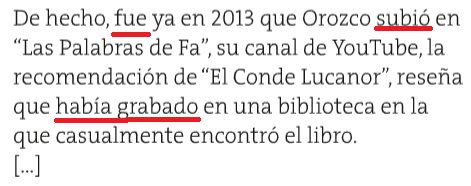 De hecho, fue ya en 2013 que Orozco subió en
“Las Palabras de Fa”, su canal de YouTube, la
recomendación de “El Conde Lucanor”, reseña
que había grabado en una biblioteca en la
que casualmente encontró el libro.
[...]